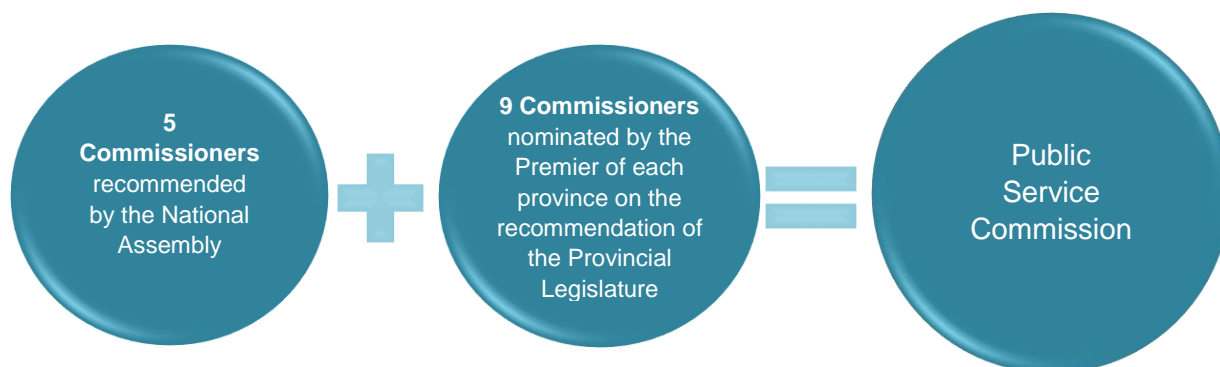 5
Commissioners
recommended
by the National
Assembly
9 Commissioners
nominated by the
Premier of each
province on the
recommendation of
the Provincial
Legislature
Public
Service
Commission